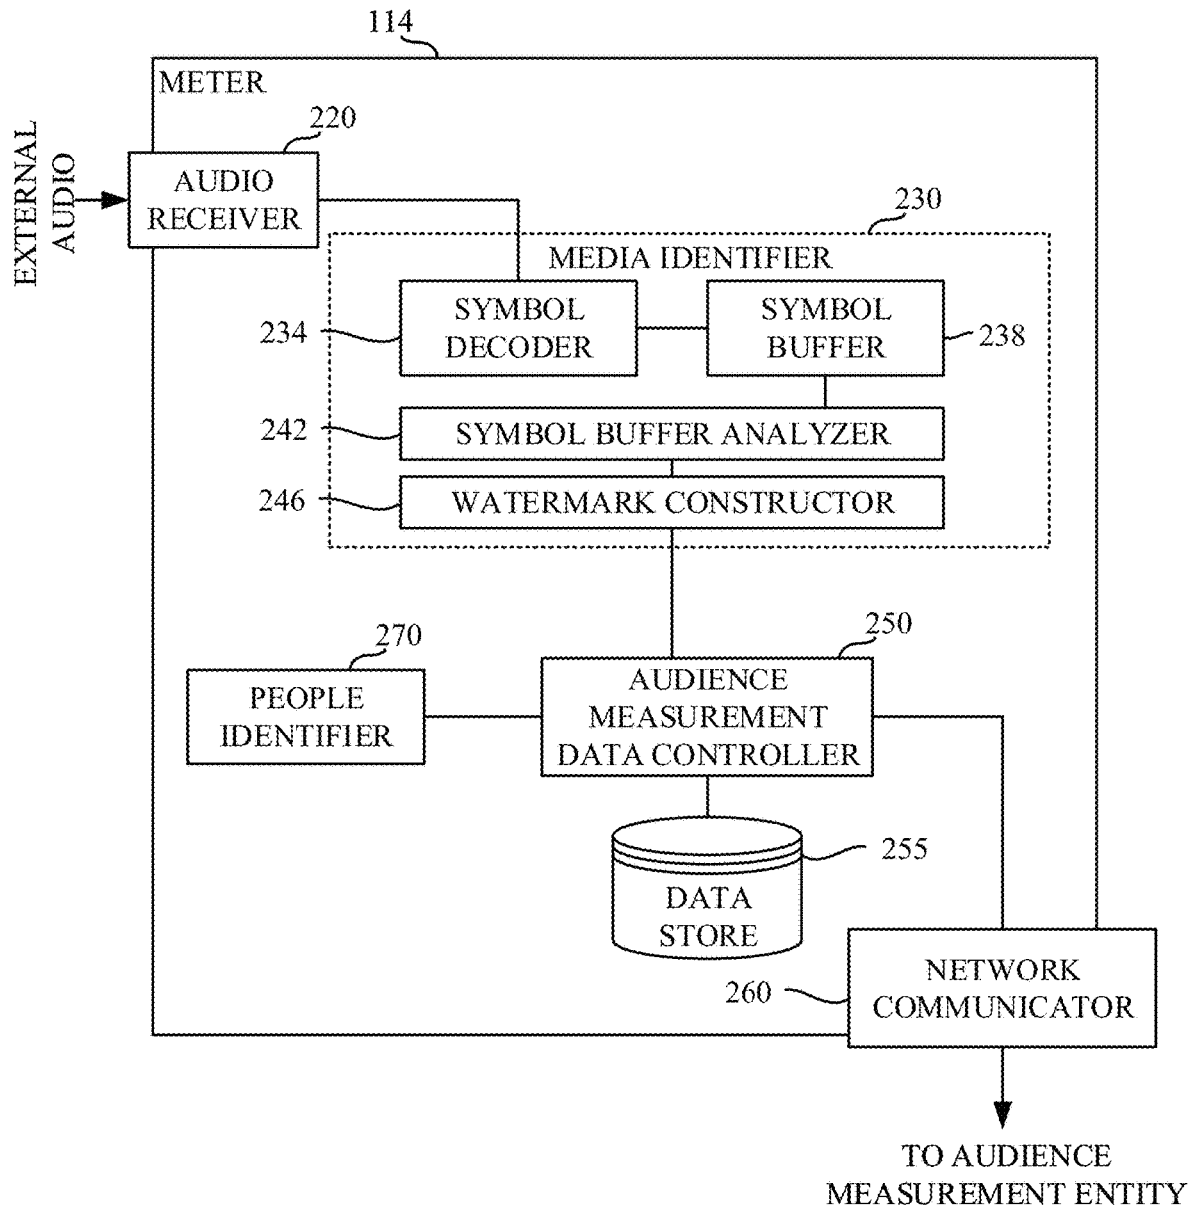 114
METER
220
EXTERNAL
AUDIO
AUDIO
RECEIVER
230
MEDIA IDENTIFIER
234
SYMBOL
DECODER
SYMBOL
BUFFER
238
242
SYMBOL BUFFER ANALYZER
246
WATERMARK CONSTRUCTOR
270
PEOPLE
IDENTIFIER
250
AUDIENCE
MEASUREMENT
DATA CONTROLLER
255
DATA
STORE
260
NETWORK
COMMUNICATOR
TO AUDIENCE
MEASUREMENT ENTITY